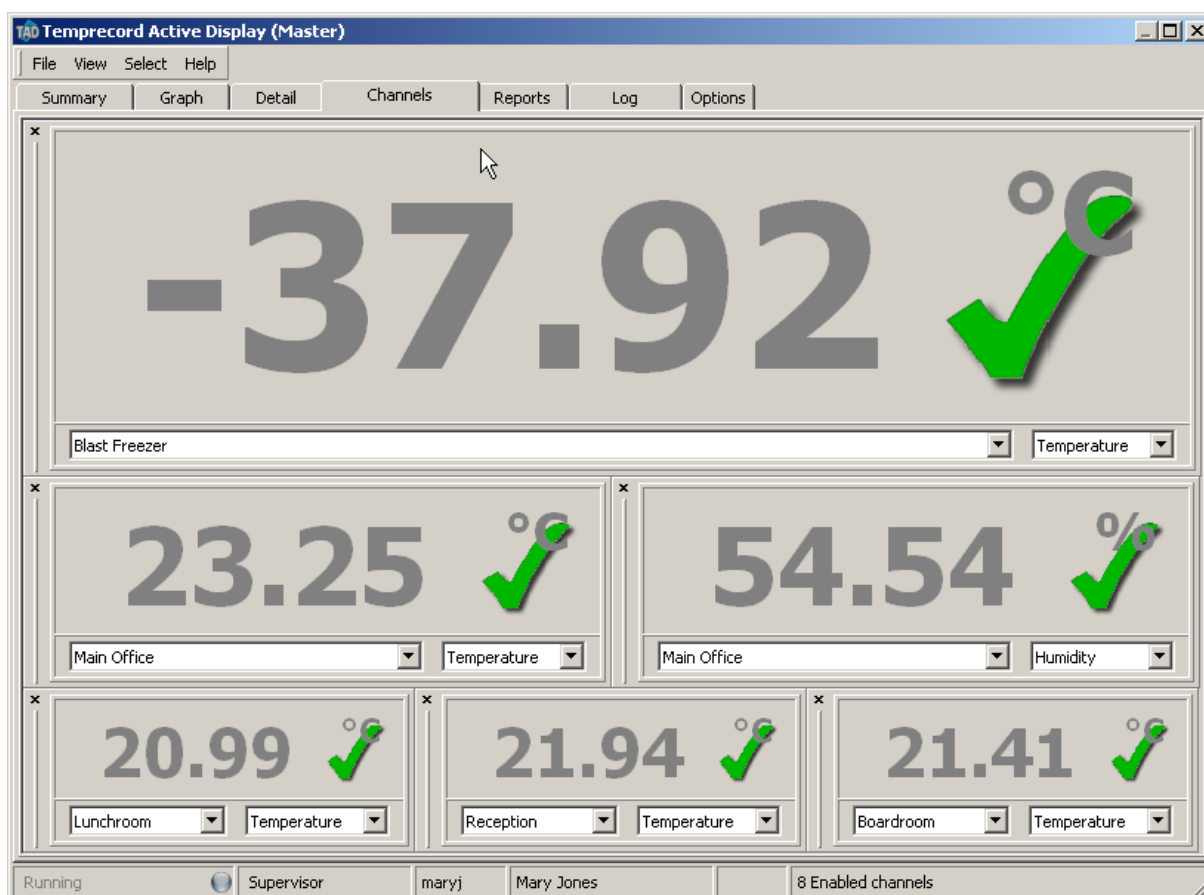 TAD Temprecord Active Display (Master)
File View Select Help
Summary Graph Detail Channels Reports Log Options
-37.92 °C
Blast Freezer Temperature
23.25 °C 54.54 %
Main Office Temperature Main Office Humidity
20.99 °C 21.94 °C 21.41 °C
Lunchroom Temperature Reception Temperature Boardroom Temperature
Running Supervisor maryj Mary Jones 8 Enabled channels